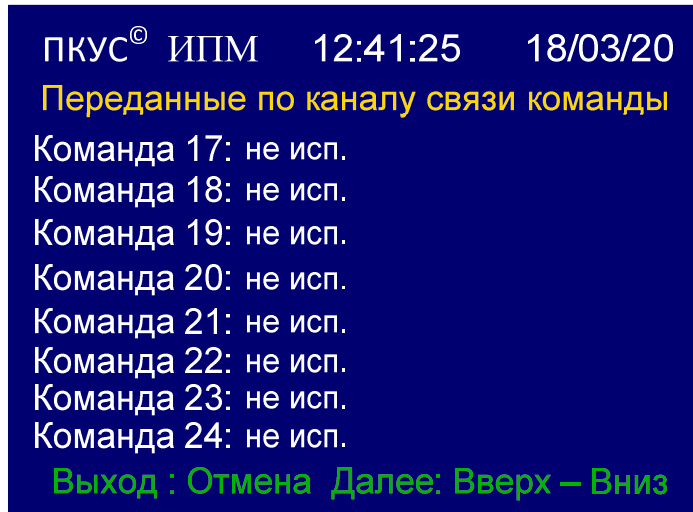 ПКУС© ИПМ 12:41:25 18/03/20
Переданные по каналу связи команды
Команда 17: не исп.
Команда 18: не исп.
Команда 19: не исп.
Команда 20: не исп.
Команда 21: не исп.
Команда 22: не исп.
Команда 23: не исп.
Команда 24: не исп.
Выход : Отмена Далее: Вверх – Вниз